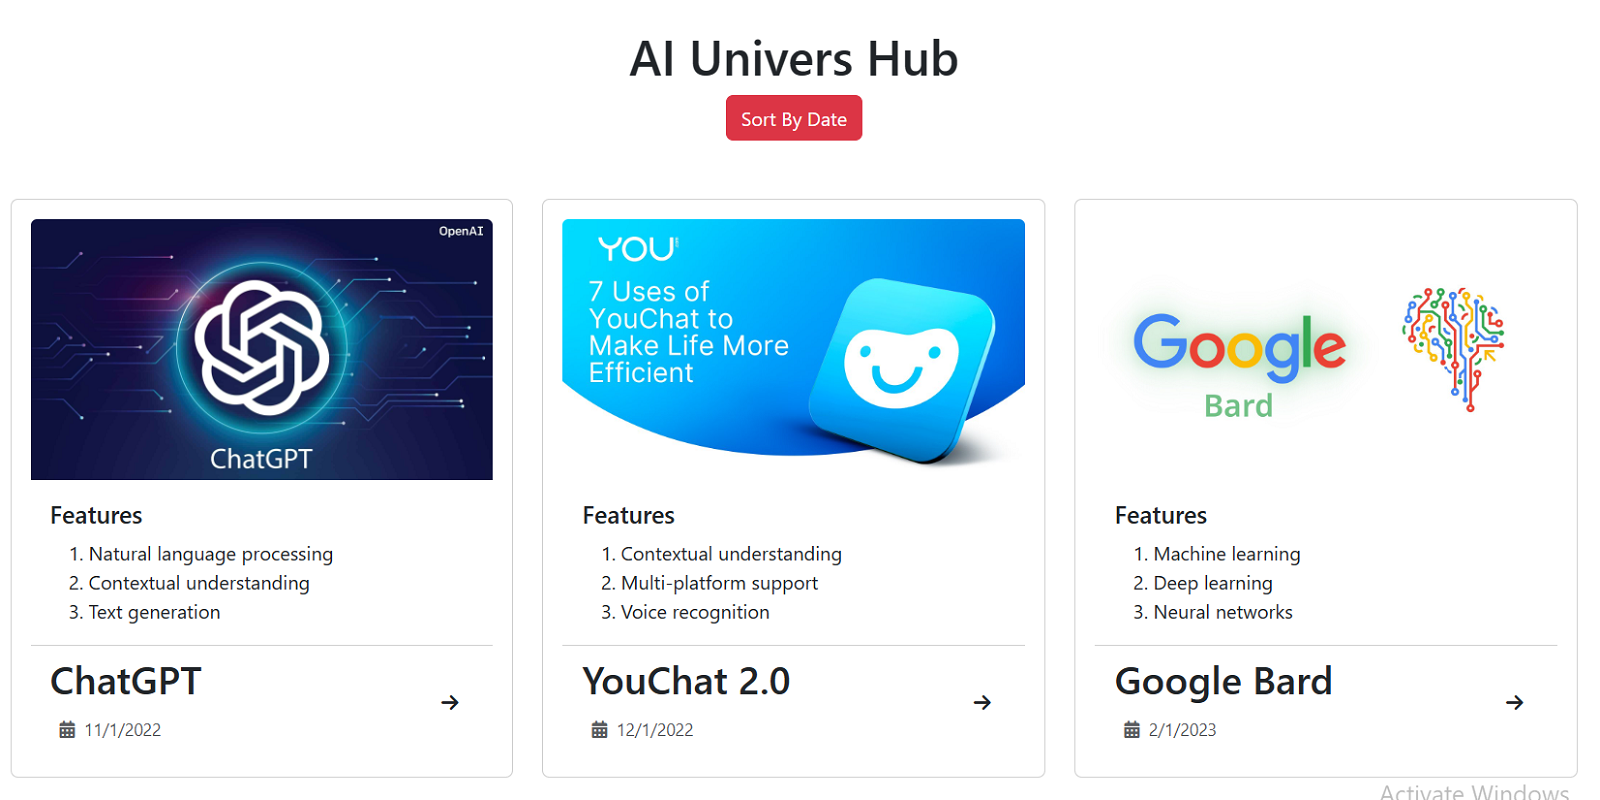 AI Univers Hub
Sort By Date
OpenAI
ChatGPT
Features
1. Natural language processing
2. Contextual understanding
3. Text generation
ChatGPT
11/1/2022
YOU
7 Uses of
YouChat to
Make Life More
Efficient
Features
1. Contextual understanding
2. Multi-platform support
3. Voice recognition
YouChat 2.0
12/1/2022
Google
Bard
Features
1. Machine learning
2. Deep learning
3. Neural networks
Google Bard
2/1/2023
Activate Windows